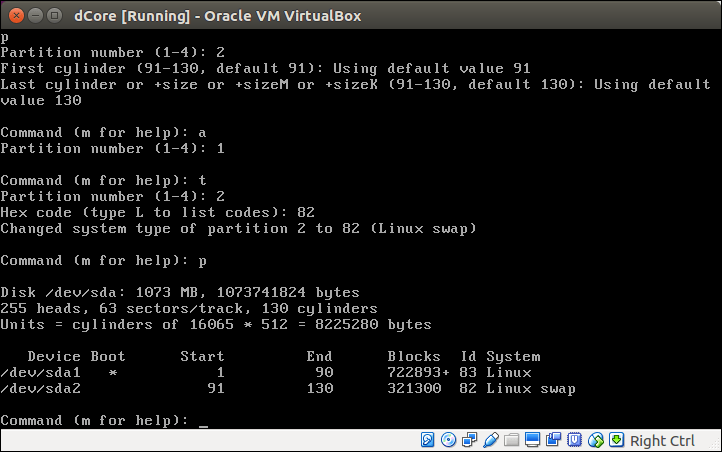 dCore [Running] - Oracle VM VirtualBox
p
Partition number (1-4): 2
First cylinder (91-130, default 91): Using default value 91
Last cylinder or +size or +sizeM or +sizeK (91-130, default 130): Using default
value 130
Command (m for help): a
Partition number (1-4): 1
Command (m for help): t
Partition number (1-4): 2
Hex code (type L to list codes): 82
Changed system type of partition 2 to 82 (Linux swap)
Command (m for help): p
Disk /dev/sda: 1073 MB, 1073741824 bytes
255 heads, 63 sectors/track, 130 cylinders
Units = cylinders of 16065 * 512 = 8225280 bytes
   Device Boot      Start         End      Blocks  Id System
/dev/sda1   *           1          90      722893+ 83 Linux
/dev/sda2              91         130      321300  82 Linux swap
Command (m for help): _
Right Ctrl